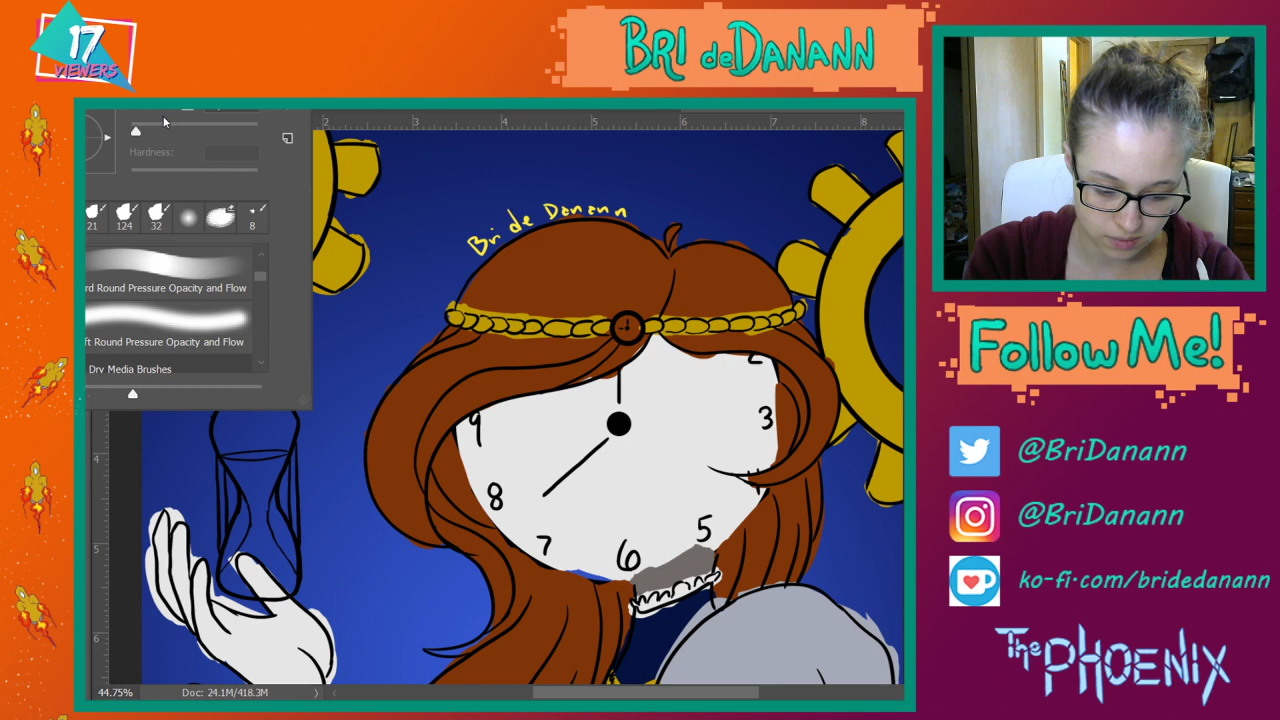 17
VIEWERS
BRI deDANANN
2
3
4
5
6
7
8
Hardness:
21
124
32
8
rd Round Pressure Opacity and Flow
ft Round Pressure Opacity and Flow
Dry Media Brushes
Bri de Danann
2
9
3
8
7
6
5
4
5
6
44.75%
Doc: 24.1M/418.3M
Follow Me!
@BriDanann
@BriDanann
ko-fi.com/bridedanann
The PHOENIX